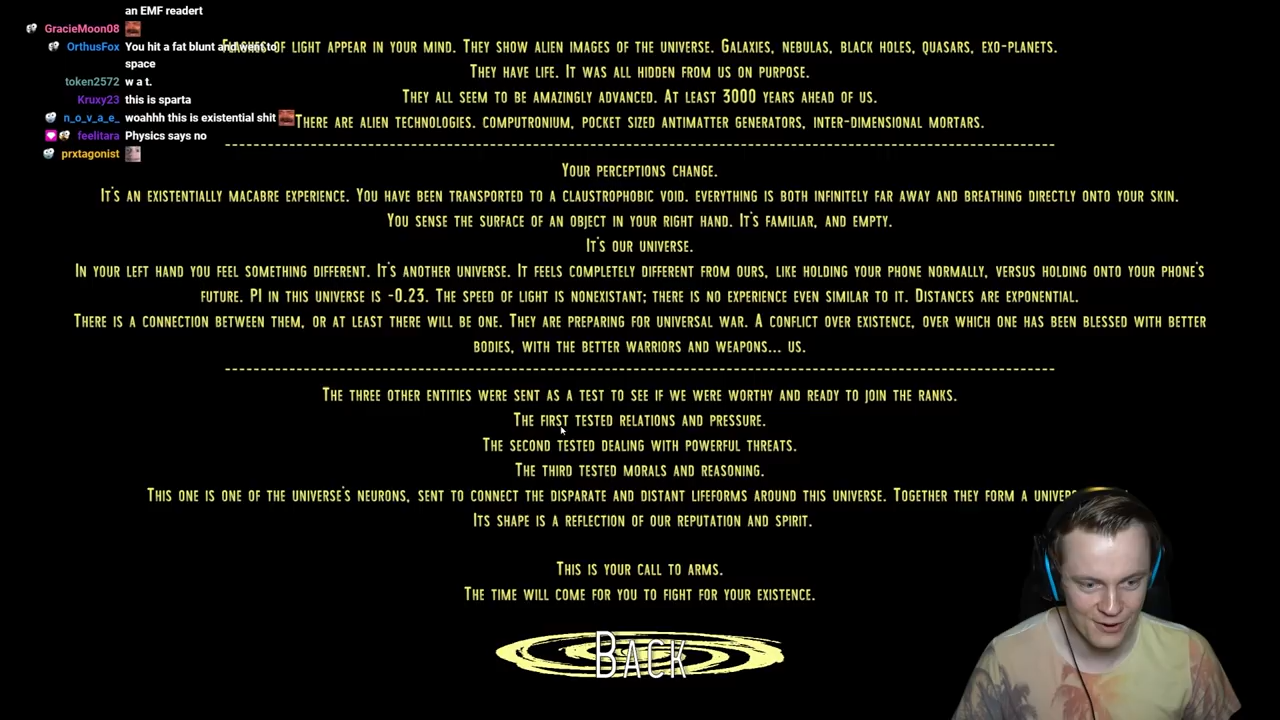 an EMF readert
GracieMoon08
OrthusFox You hit a fat blunt and went to space
token2572 w a t.
Kruxy23 this is sparta
n_o_v_a_e_ woahhh this is existential shit
feelitara Physics says no
prxtagonist
Flashes of light appear in your mind. They show alien images of the universe. Galaxies, nebulas, black holes, quasars, exo-planets.
They have life. It was all hidden from us on purpose.
They all seem to be amazingly advanced. At least 3000 years ahead of us.
There are alien technologies. Computronium, pocket sized antimatter generators, inter-dimensional mortars.
Your perceptions change.
It's an existentially macabre experience. You have been transported to a claustrophobic void. Everything is both infinitely far away and breathing directly onto your skin.
You sense the surface of an object in your right hand. It's familiar, and empty.
It's our universe.
In your left hand you feel something different. It's another universe. It feels completely different from ours, like holding your phone normally, versus holding onto your phone's
future. Pi in this universe is -0.23. The speed of light is nonexistant; there is no experience even similar to it. Distances are exponential.
There is a connection between them, or at least there will be one. They are preparing for universal war. A conflict over existence, over which one has been blessed with better
bodies, with the better warriors and weapons... us.
The three other entities were sent as a test to see if we were worthy and ready to join the ranks.
The first tested relations and pressure.
The second tested dealing with powerful threats.
The third tested morals and reasoning.
This one is one of the universe's neurons, sent to connect the disparate and distant lifeforms around this universe. Together they form a
Its shape is a reflection of our reputation and spirit.
This is your call to arms.
The time will come for you to fight for your existence.
Back